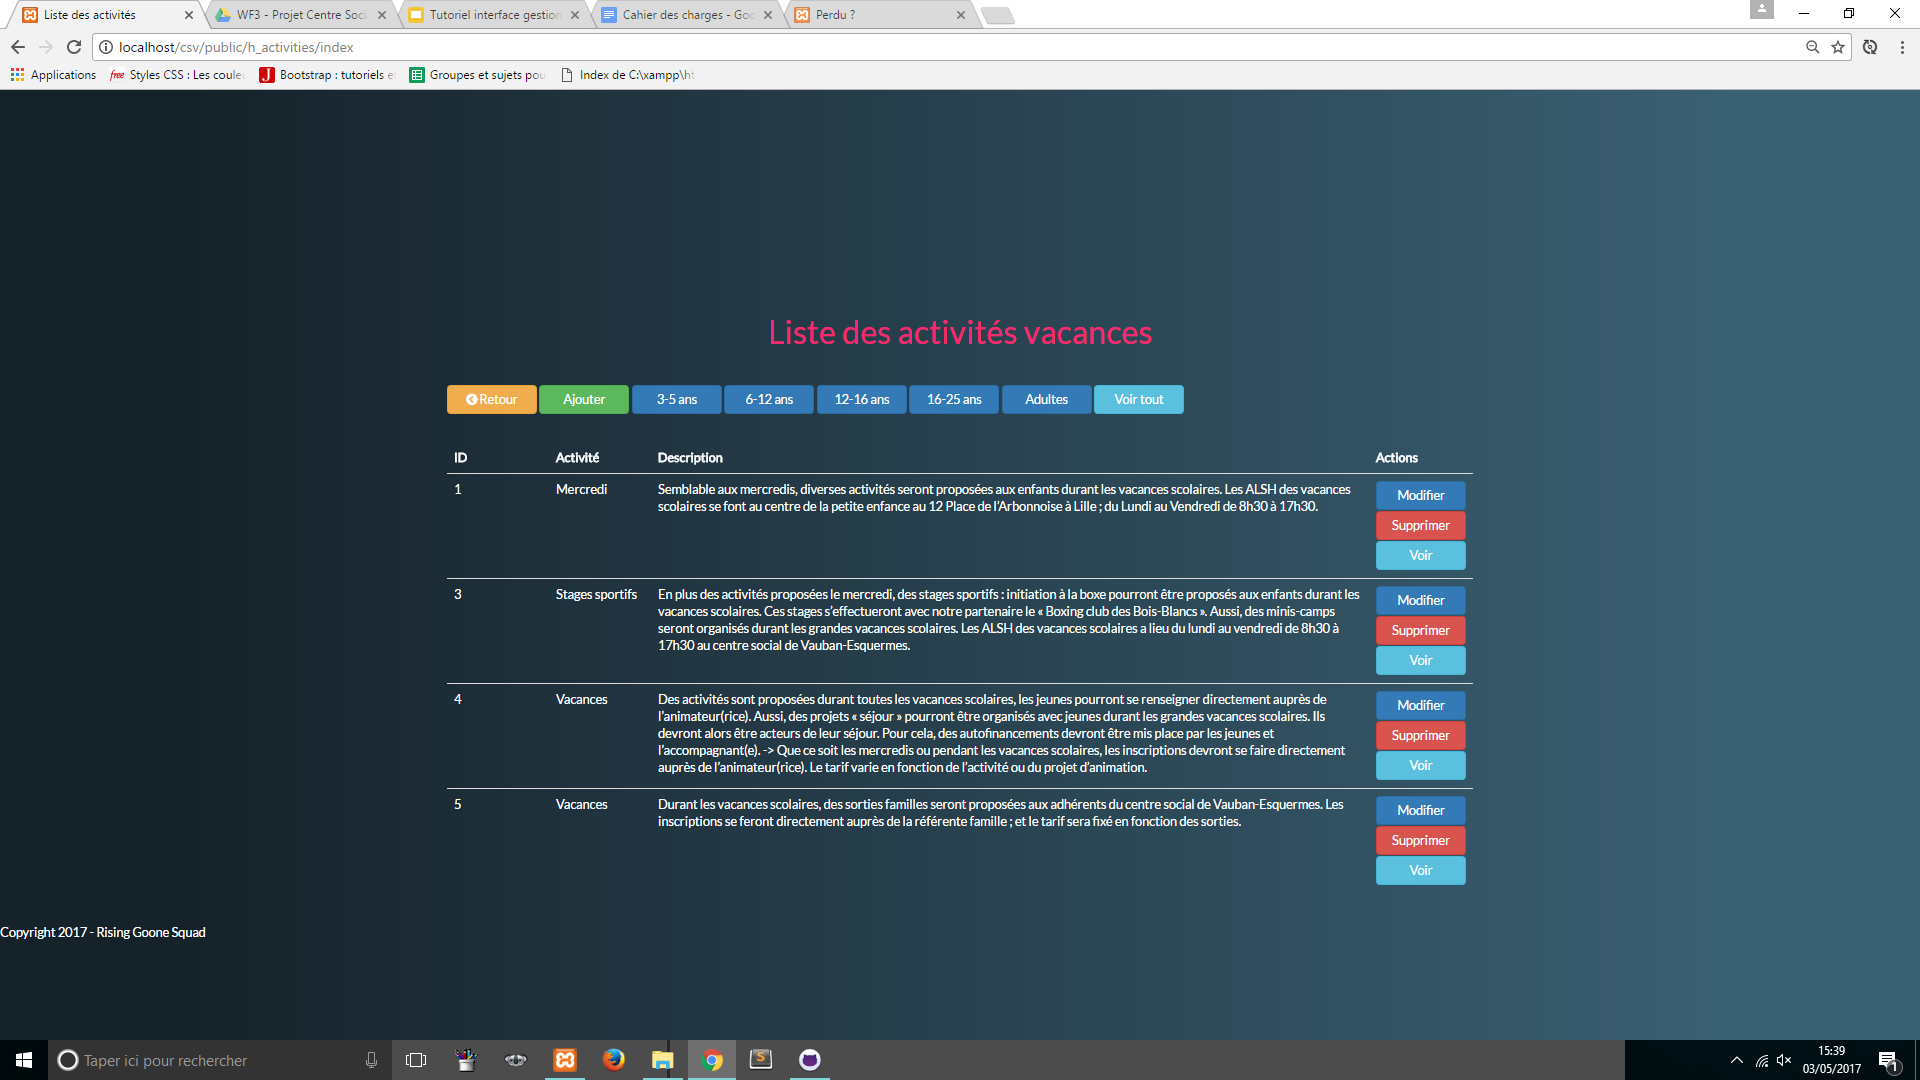 Liste des activités
WF3 - Projet Centre Socia
Tutoriel interface gestion
Cahier des charges - Goo
Perdu ?
localhost/csv/public/h_activities/index
Applications
free Styles CSS : Les couleu
J Bootstrap : tutoriels e
Groupes et sujets pou
Index de C:\xampp\ht
Liste des activités vacances
Retour
Ajouter
3-5 ans
6-12 ans
12-16 ans
16-25 ans
Adultes
Voir tout
ID Activité Description Actions
1 Mercredi Semblable aux mercredis, diverses activités seront proposées aux enfants durant les vacances scolaires. Les ALSH des vacances
scolaires se font au centre de la petite enfance au 12 Place de l'Arbonnoise à Lille ; du Lundi au Vendredi de 8h30 à 17h30.
Modifier
Supprimer
Voir
3 Stages sportifs En plus des activités proposées le mercredi, des stages sportifs : initiation à la boxe pourront être proposés aux enfants durant les
vacances scolaires. Ces stages s'effectueront avec notre partenaire le « Boxing club des Bois-Blancs ». Aussi, des minis-camps
seront organisés durant les grandes vacances scolaires. Les ALSH des vacances scolaires a lieu du lundi au vendredi de 8h30 à
17h30 au centre social de Vauban-Esquermes.
Modifier
Supprimer
Voir
4 Vacances Des activités sont proposées durant toutes les vacances scolaires, les jeunes pourront se renseigner directement auprès de
l'animateur(rice). Aussi, des projets « séjour » pourront être organisés avec jeunes durant les grandes vacances scolaires. Ils
devront alors être acteurs de leur séjour. Pour cela, des autofinancements devront être mis place par les jeunes et
l'accompagnant(e). -> Que ce soit les mercredis ou pendant les vacances scolaires, les inscriptions devront se faire directement
auprès de l'animateur(rice). Le tarif varie en fonction de l'activité ou du projet d'animation.
Modifier
Supprimer
Voir
5 Vacances Durant les vacances scolaires, des sorties familles seront proposées aux adhérents du centre social de Vauban-Esquermes. Les
inscriptions se feront directement auprès de la référente famille ; et le tarif sera fixé en fonction des sorties.
Modifier
Supprimer
Voir
Copyright 2017 - Rising Goone Squad
Taper ici pour rechercher
15:39
03/05/2017
1